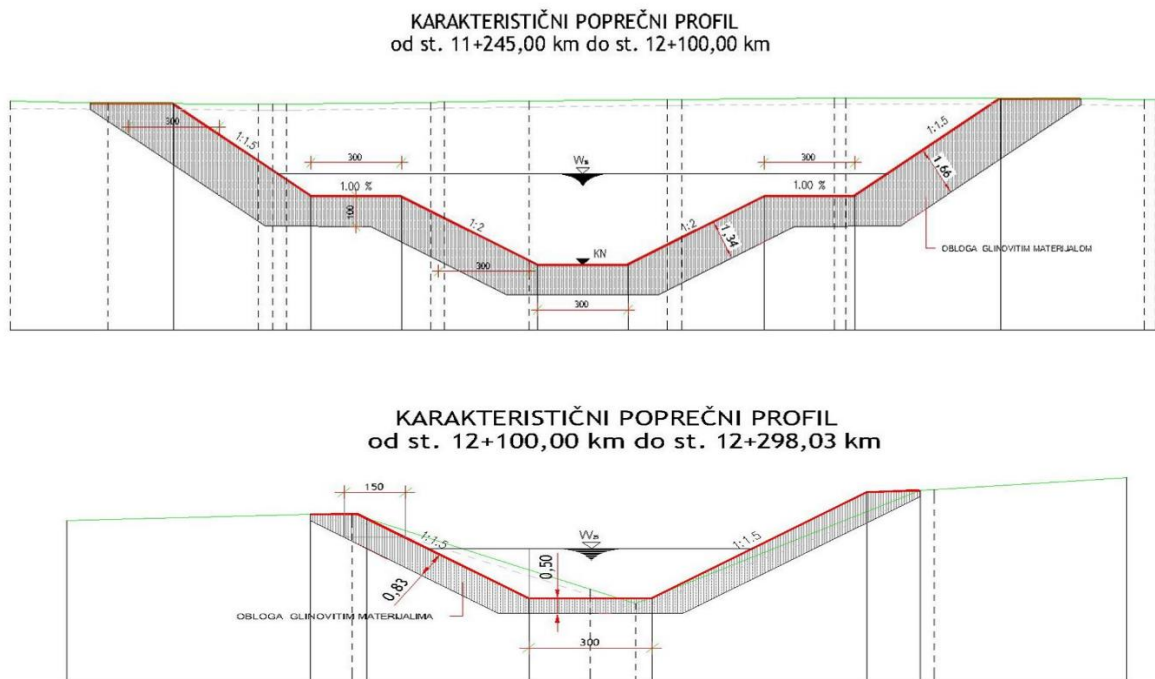 KARAKTERISTIČNI POPREČNI PROFIL
od st. 11+245,00 km do st. 12+100,00 km
300
1:1.5
300
1.00 %
100
1:2
300
Ws
KN
300
1:2
1,34
300
1.00 %
1:1.5
1,66
OBLOGA GLINOVITIM MATERIJALOM
KARAKTERISTIČNI POPREČNI PROFIL
od st. 12+100,00 km do st. 12+298,03 km
150
1:1.5
0,83
OBLOGA GLINOVITIM MATERIJALIMA
0,50
Ws
300
1:1.5